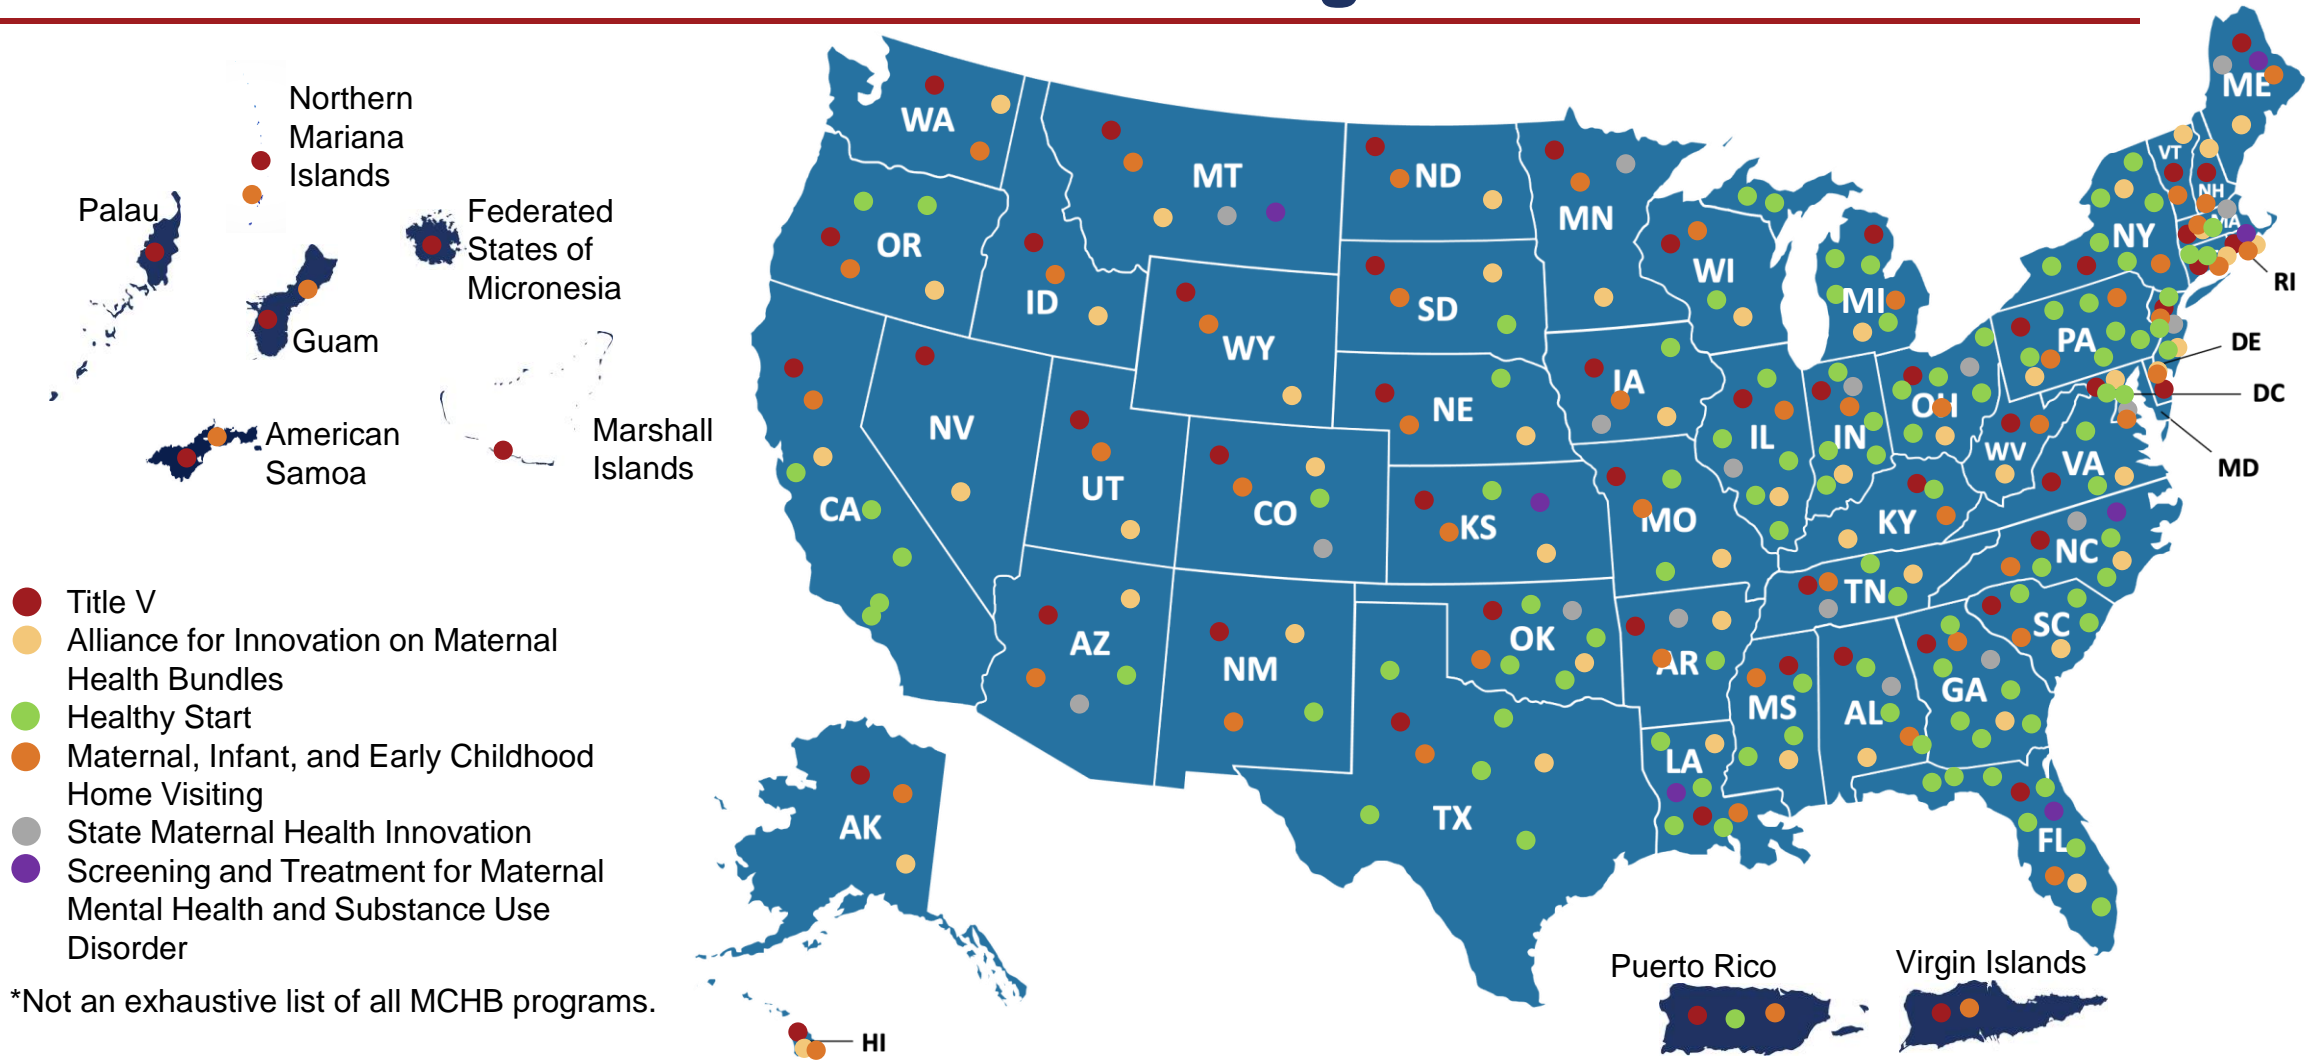 Northern
Mariana
Islands
Palau
Federated
States of
Micronesia
Guam
American
Samoa
Marshall
Islands
Title V
Alliance for Innovation on Maternal
Health Bundles
Healthy Start
Maternal, Infant, and Early Childhood
Home Visiting
State Maternal Health Innovation
Screening and Treatment for Maternal
Mental Health and Substance Use
Disorder
*Not an exhaustive list of all MCHB programs.
WA
MT
ND
MN
OR
ID
WY
SD
WI
MI
NY
VT
NH
ME
MA
RI
PA
DE
DC
MD
NV
UT
CO
NE
IA
IL
IN
OH
WV
VA
CA
KS
MO
KY
NC
TN
SC
AZ
NM
OK
AR
MS
AL
GA
LA
TX
FL
AK
HI
Puerto Rico
Virgin Islands